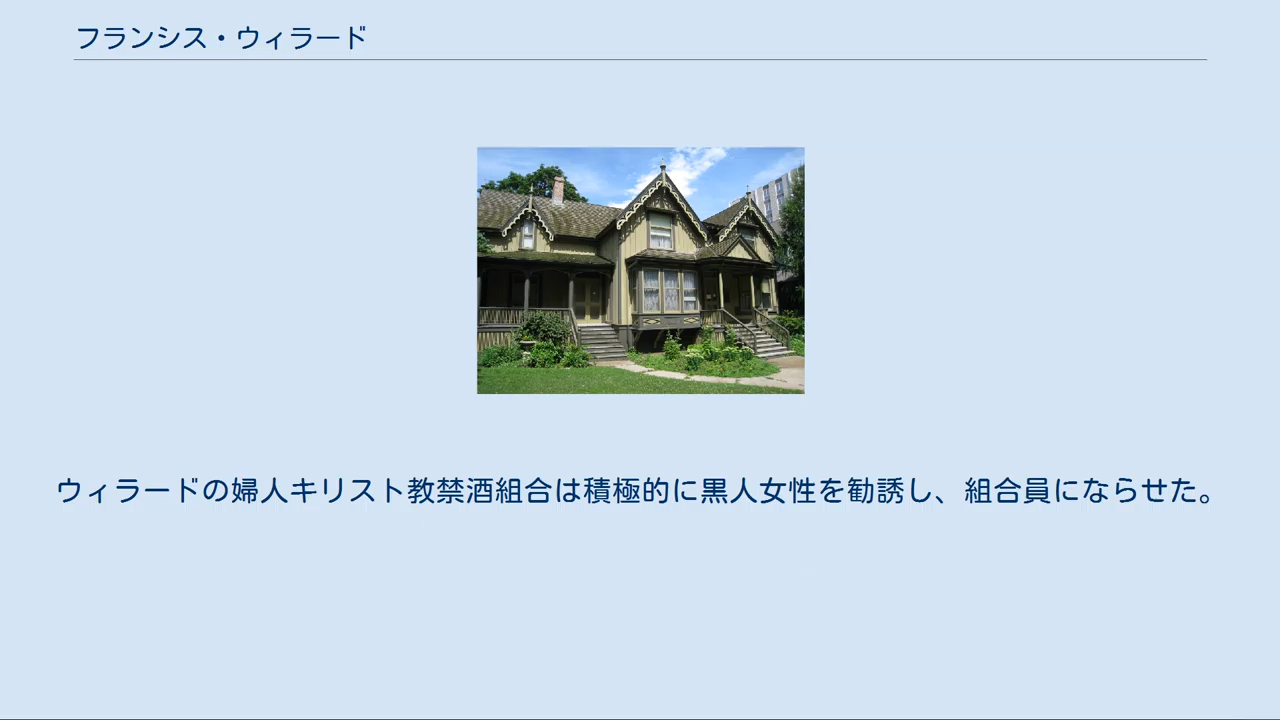 フランシス・ウィラード
ウィラードの婦人キリスト教禁酒組合は積極的に黒人女性を勧誘し、組合員にならせた。